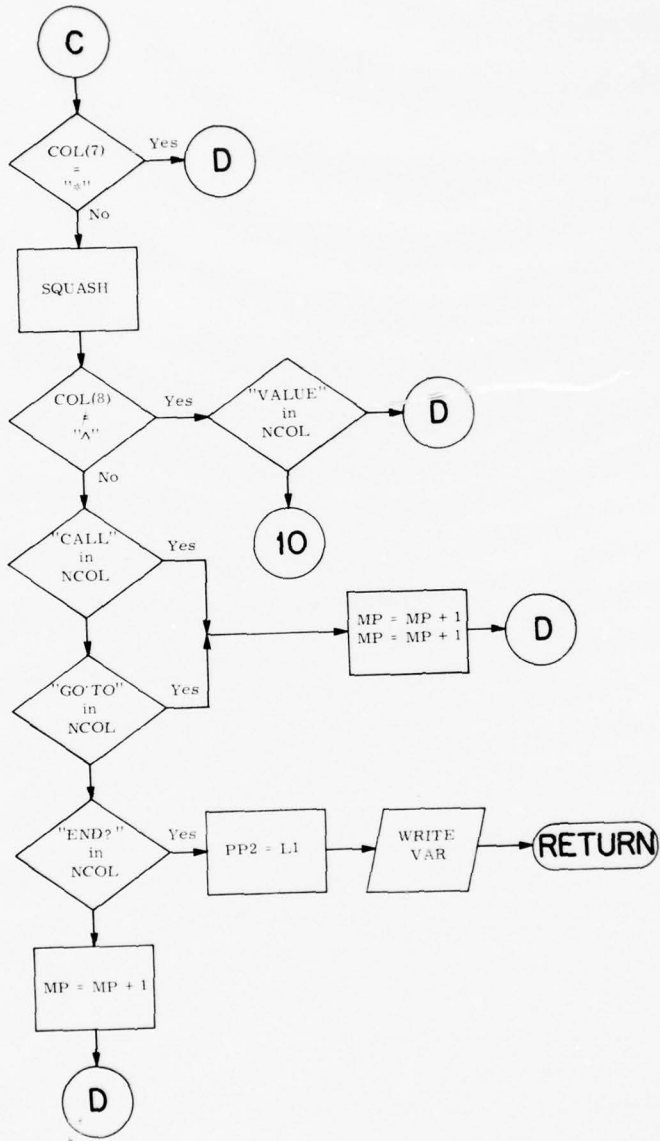 C
COL(7)
=
"*"
Yes
D
No
SQUASH
COL(8)
≠
"^"
Yes
"VALUE"
in
NCOL
D
No
10
"CALL"
in
NCOL
Yes
MP = MP + 1
MP = MP + 1
D
"GO TO"
in
NCOL
Yes
"END?"
in
NCOL
Yes
PP2 = L1
WRITE
VAR
RETURN
MP = MP + 1
D